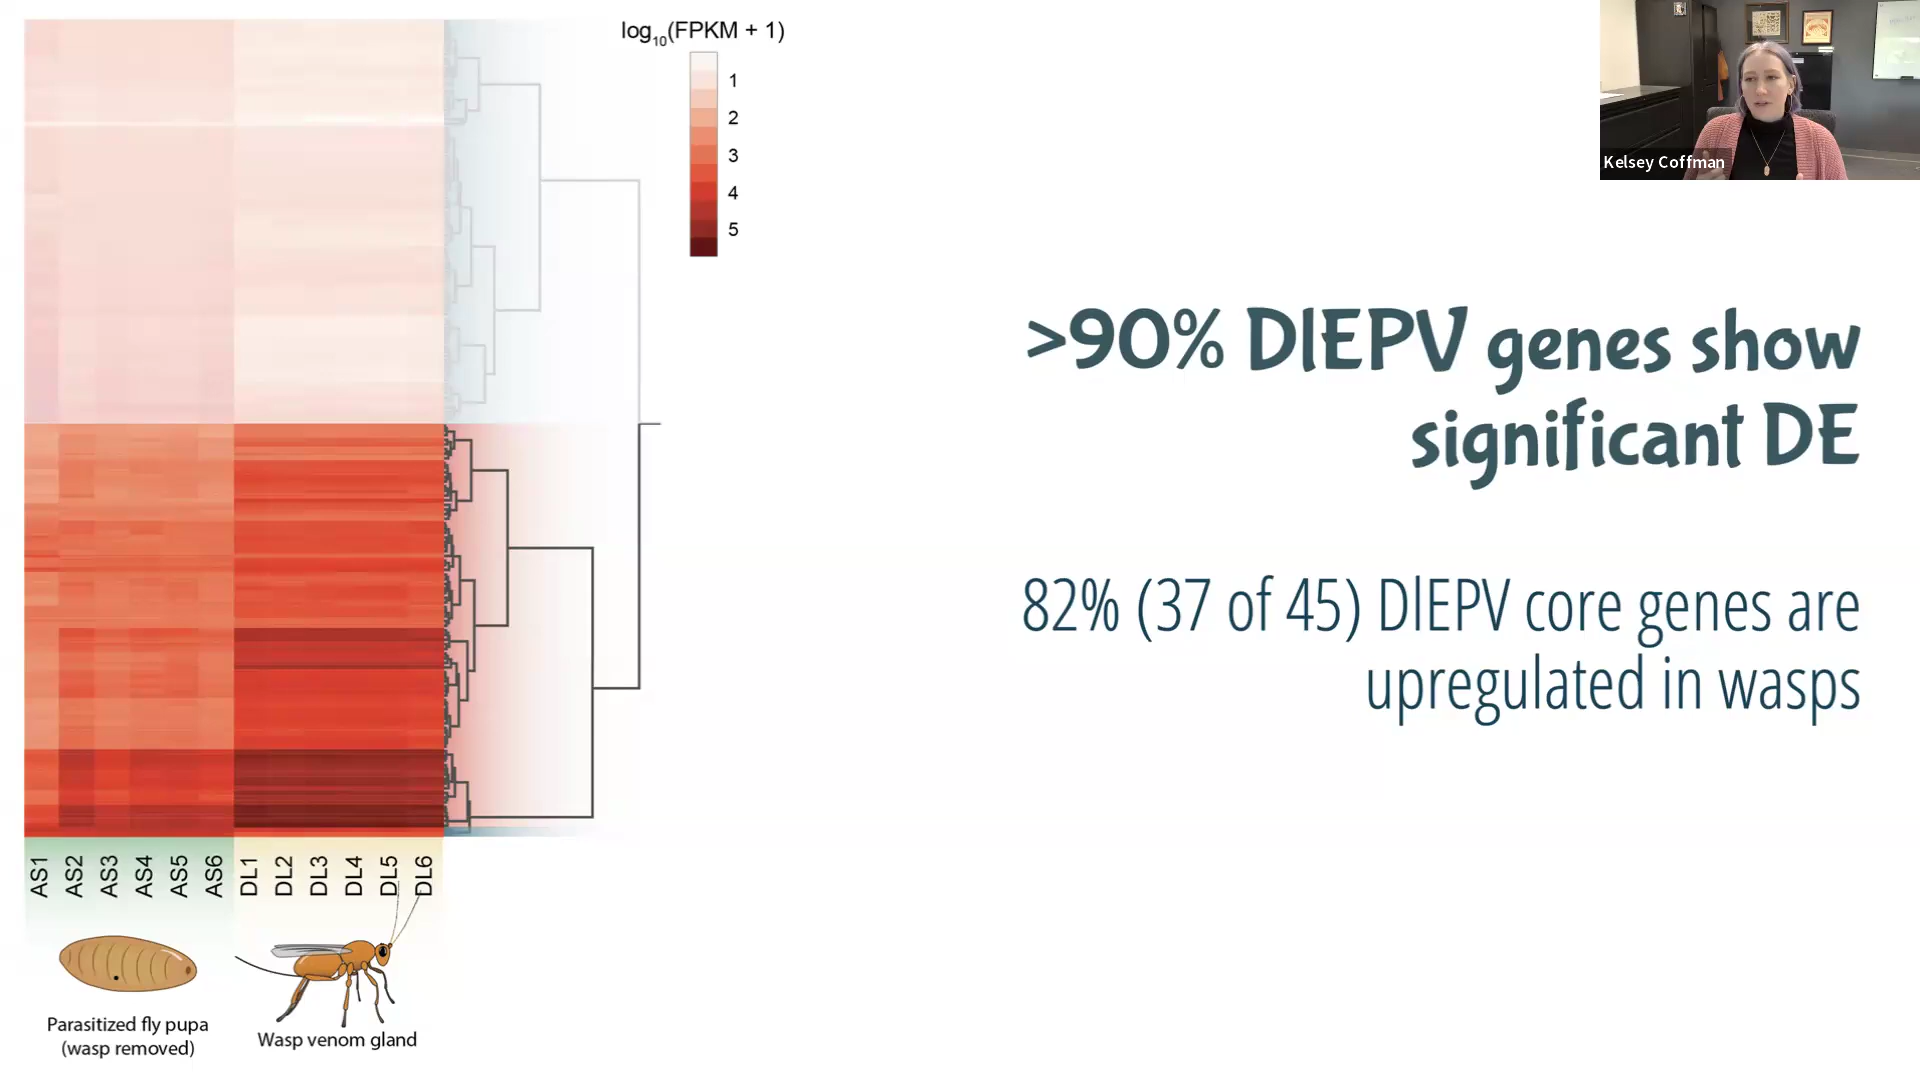 log10(FPKM + 1)
1
2
3
4
5
Kelsey Coffman
>90% DlEPV genes show
significant DE
82% (37 of 45) DlEPV core genes are
upregulated in wasps
AS1 AS2 AS3 AS4 AS5 AS6 DL1 DL2 DL3 DL4 DL5 DL6
Parasitized fly pupa
(wasp removed)
Wasp venom gland